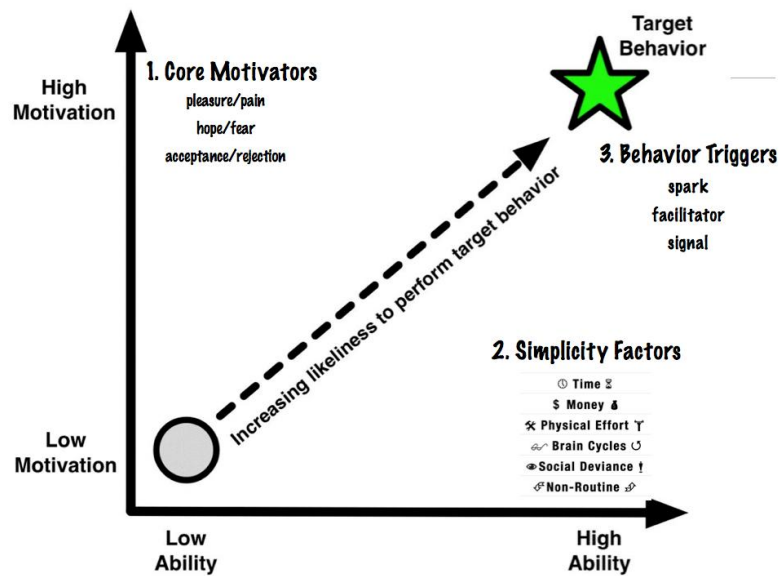 Target
Behavior
1. Core Motivators
pleasure/pain
hope/fear
acceptance/rejection
High
Motivation
3. Behavior Triggers
spark
facilitator
signal
Increasing likeliness to perform target behavior
2. Simplicity Factors
Time
$ Money
Physical Effort
Brain Cycles
Social Deviance
Non-Routine
Low
Motivation
Low
Ability
High
Ability